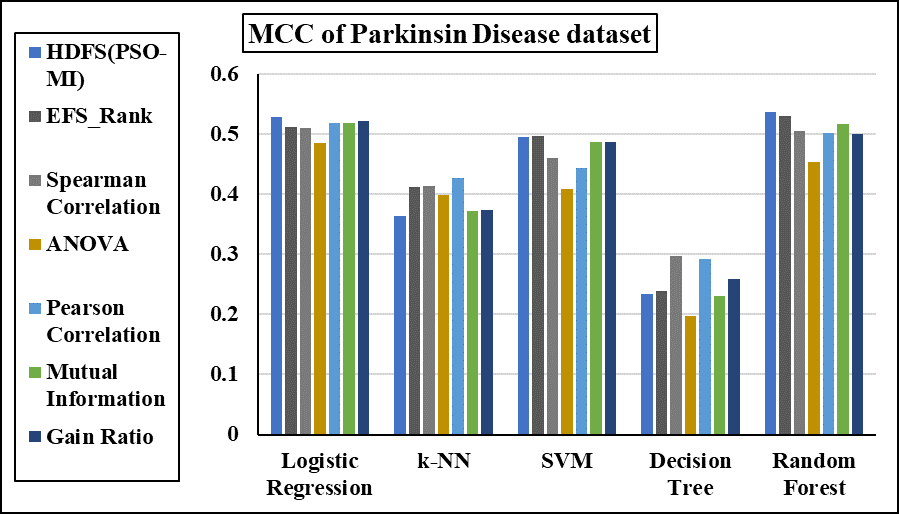 MCC of Parkinsin Disease dataset
HDFS(PSO-
MI)
EFS_Rank
Spearman
Correlation
ANOVA
Pearson
Correlation
Mutual
Information
Gain Ratio
0.6
0.5
0.4
0.3
0.2
0.1
0
Logistic
Regression
k-NN
SVM
Decision
Tree
Random
Forest